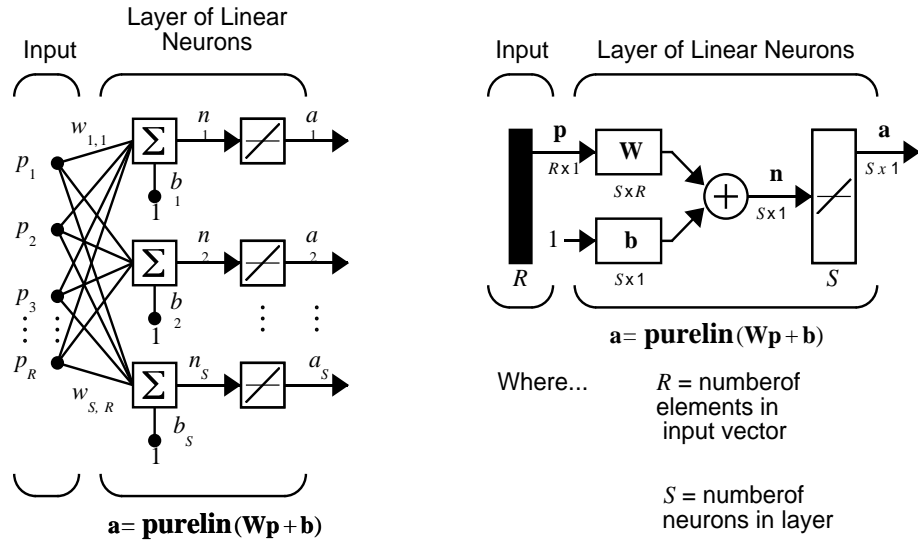 Layer of Linear
Neurons
Input
w1,1
n1
a1
Σ
p1
b1
1
p2
n2
a2
Σ
p3
b2
1
pR
nS
aS
Σ
wS, R
bS
1
a= purelin(Wp+b)
Input
Layer of Linear Neurons
p
a
W
R x 1
S x 1
S x R
n
+
S x 1
1
b
R
S x 1
S
a= purelin(Wp+b)
Where...
R = numberof
elements in
input vector
S = numberof
neurons in layer